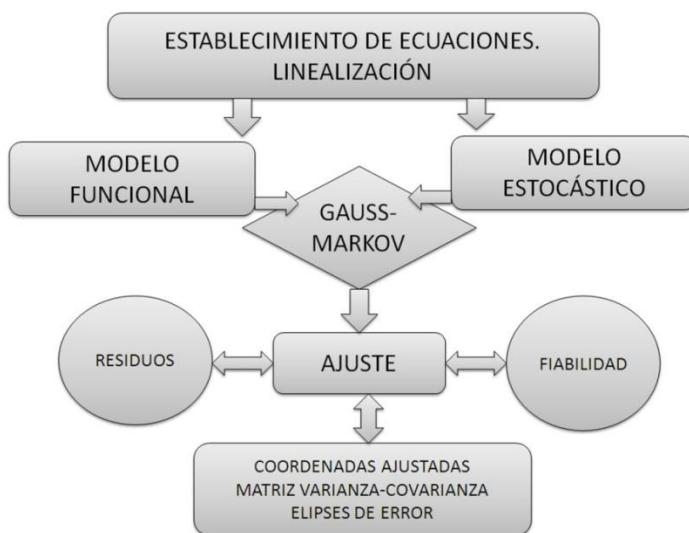 ESTABLECIMIENTO DE ECUACIONES.
LINEALIZACIÓN
MODELO
FUNCIONAL
MODELO
ESTOCÁSTICO
GAUSS-
MARKOV
RESIDUOS
AJUSTE
FIABILIDAD
COORDENADAS AJUSTADAS
MATRIZ VARIANZA-COVARIANZA
ELIPSES DE ERROR